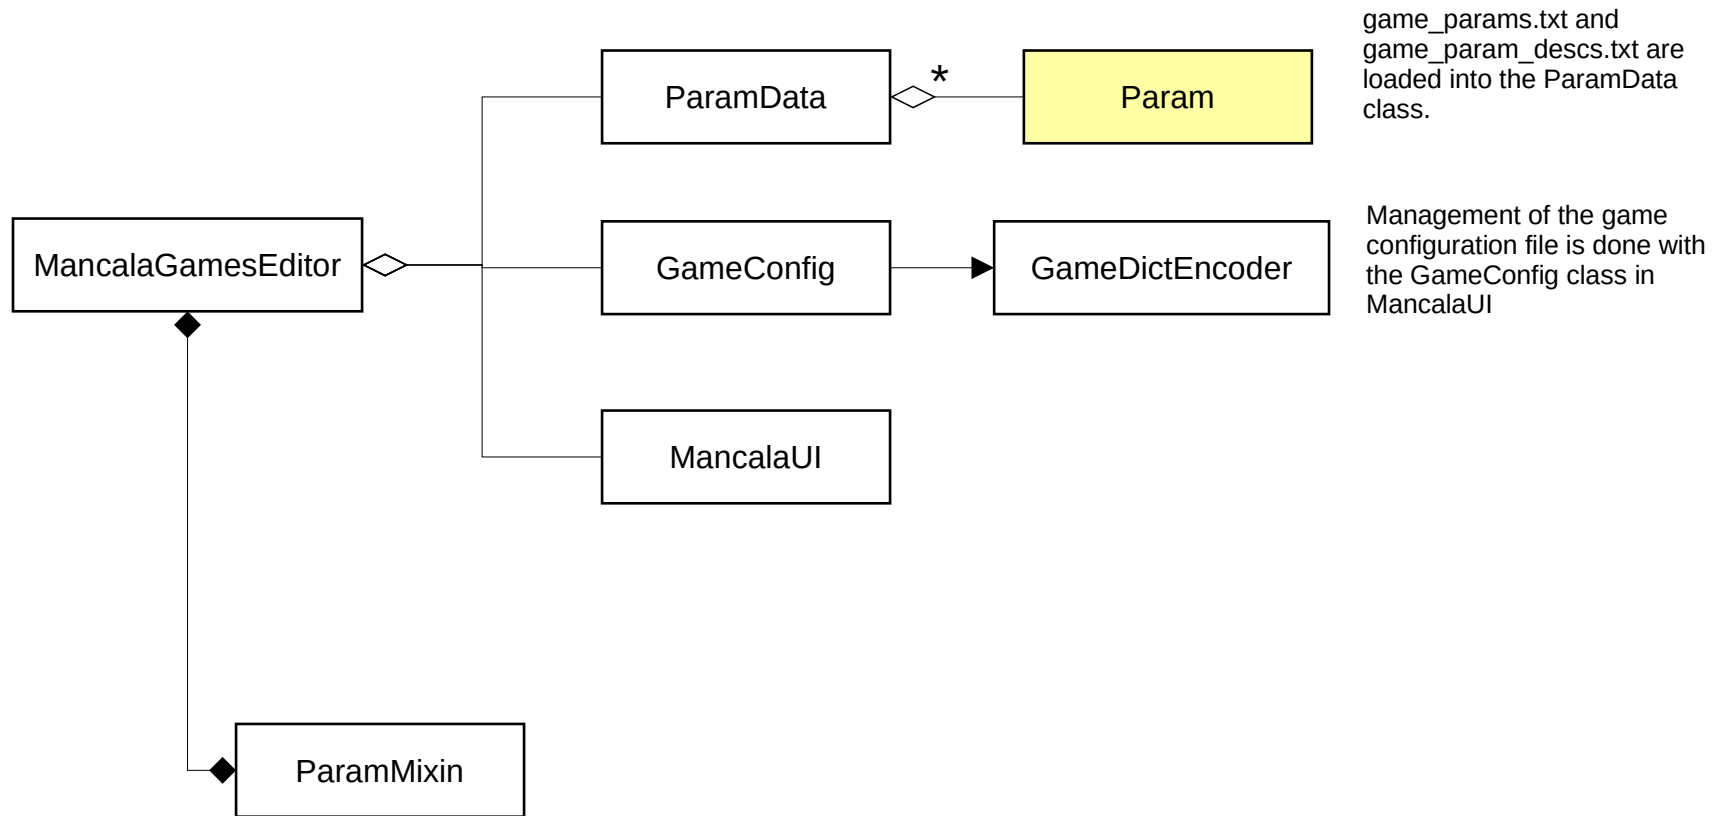 game_params.txt and
game_param_descs.txt are
loaded into the ParamData
class.
ParamData
*
Param
Management of the game
configuration file is done with
the GameConfig class in
MancalaUI
MancalaGamesEditor
GameConfig
GameDictEncoder
MancalaUI
ParamMixin